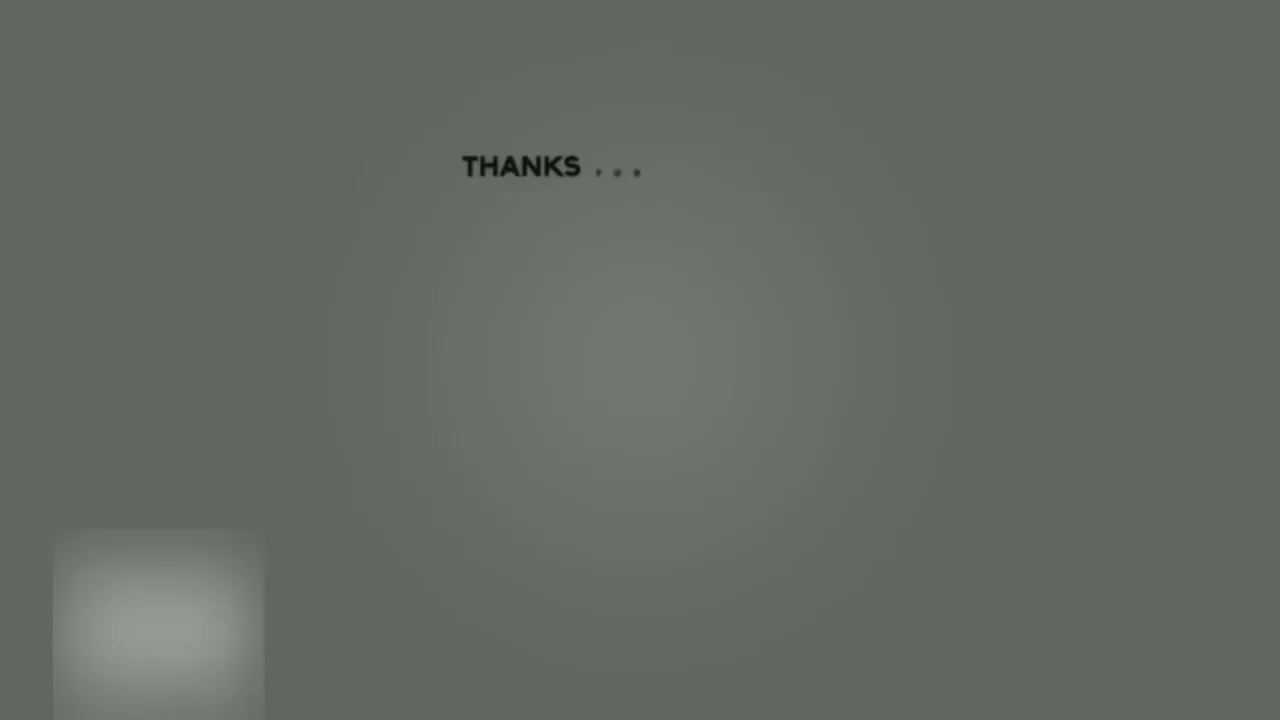 THANKS . . .